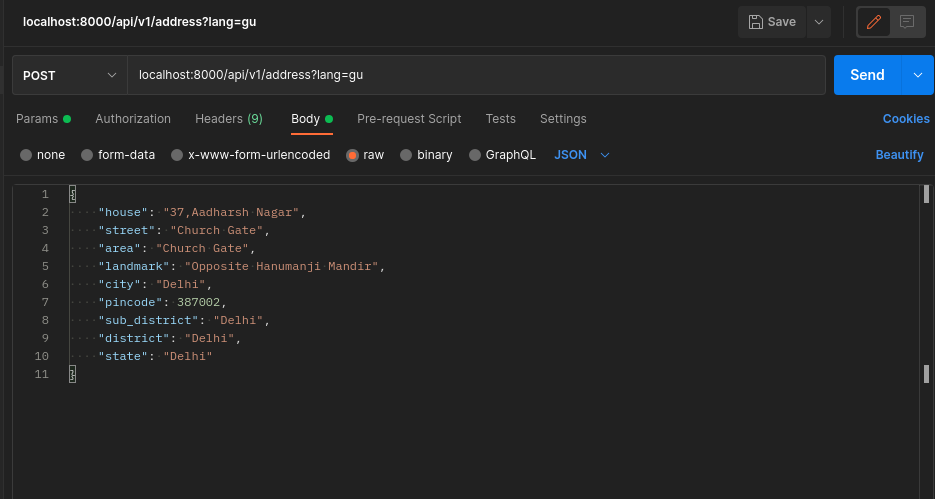 localhost:8000/api/v1/address?lang=gu Save
POST localhost:8000/api/v1/address?lang=gu Send
Params Authorization Headers (9) Body Pre-request Script Tests Settings Cookies
none form-data x-www-form-urlencoded raw binary GraphQL JSON Beautify
1 {
2 "house": "37,Aadharsh Nagar",
3 "street": "Church Gate",
4 "area": "Church Gate",
5 "landmark": "Opposite Hanumanji Mandir",
6 "city": "Delhi",
7 "pincode": 387002,
8 "sub_district": "Delhi",
9 "district": "Delhi",
10 "state": "Delhi"
11 }